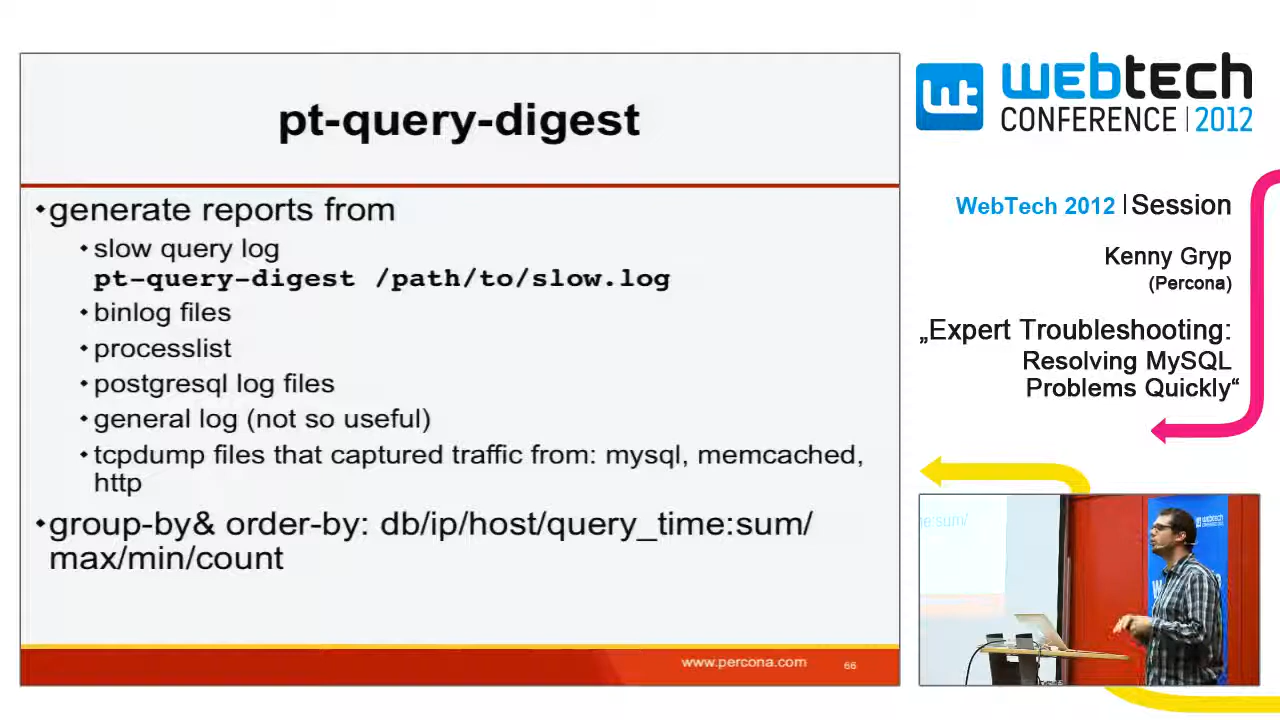 pt-query-digest
•generate reports from
•slow query log
pt-query-digest /path/to/slow.log
•binlog files
•processlist
•postgresql log files
•general log (not so useful)
•tcpdump files that captured traffic from: mysql, memcached,
http
•group-by& order-by: db/ip/host/query_time:sum/
max/min/count
www.percona.com 66
wt webtech
CONFERENCE | 2012
WebTech 2012 | Session
Kenny Gryp
(Percona)
„Expert Troubleshooting:
Resolving MySQL
Problems Quickly“
e:sum/
webtech